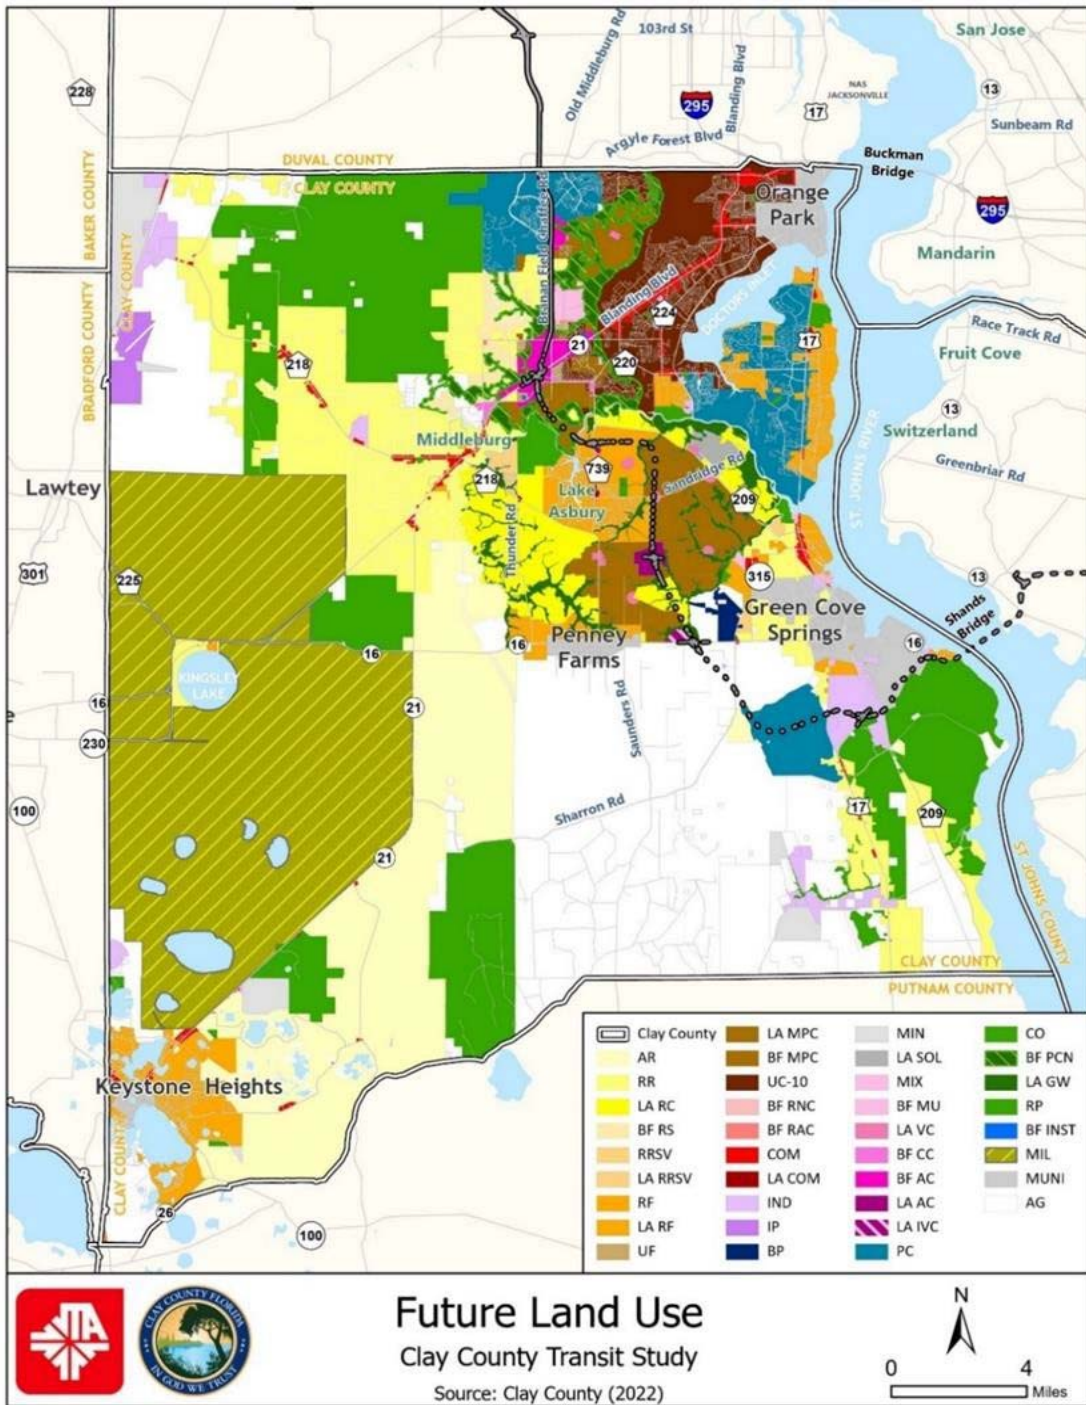 103rd St
Old Middleburg Rd
Blanding Blvd
San Jose
228
295
17
NAS
JACKSONVILLE
13
Sunbeam Rd
Argyle Forest Blvd
Buckman
Bridge
DUVAL COUNTY
CLAY COUNTY
BAKER COUNTY
CLAY COUNTY
BRADFORD COUNTY
Orange
Park
295
Mandarin
Branan Field Chaffee Rd
Blanding Blvd
224
DOCTORS INLET
Race Track Rd
Fruit Cove
218
21
220
17
13
Switzerland
Greenbriar Rd
Middleburg
ST. JOHNS RIVER
Lawtey
218
739
Lake
Asbury
Sandridge Rd
209
Thunder Rd
301
225
315
13
Green Cove
Springs
Shands
Bridge
Penney
Farms
16
16
16
KINGSLEY
LAKE
16
21
230
Saunders Rd
100
Sharron Rd
17
209
21
ST JOHNS COUNTY
CLAY COUNTY
PUTNAM COUNTY
Keystone Heights
CLAY COUNTY
26
100
Clay County
AR
RR
LA RC
BF RS
RRSV
LA RRSV
RF
LA RF
UF
LA MPC
BF MPC
UC-10
BF RNC
BF RAC
COM
LA COM
IND
IP
BP
MIN
LA SOL
MIX
BF MU
LA VC
BF CC
BF AC
LA AC
LA IVC
PC
CO
BF PCN
LA GW
RP
BF INST
MIL
MUNI
AG
JTA
CLAY COUNTY FLORIDA
IN GOD WE TRUST
Future Land Use
Clay County Transit Study
Source: Clay County (2022)
N
0 4
Miles